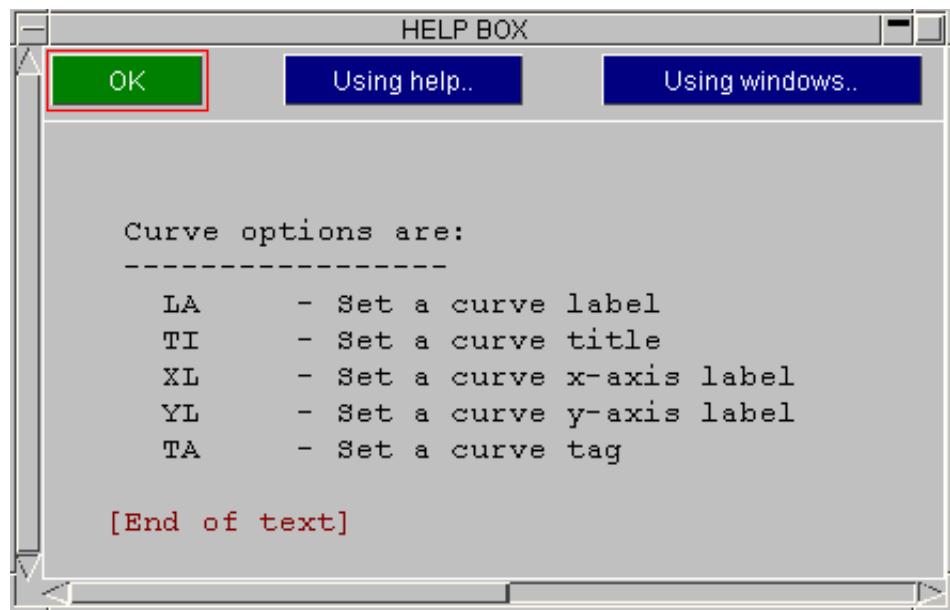 HELP BOX
OK Using help.. Using windows..
Curve options are:
-----------------
LA - Set a curve label
TI - Set a curve title
XL - Set a curve x-axis label
YL - Set a curve y-axis label
TA - Set a curve tag
[End of text]